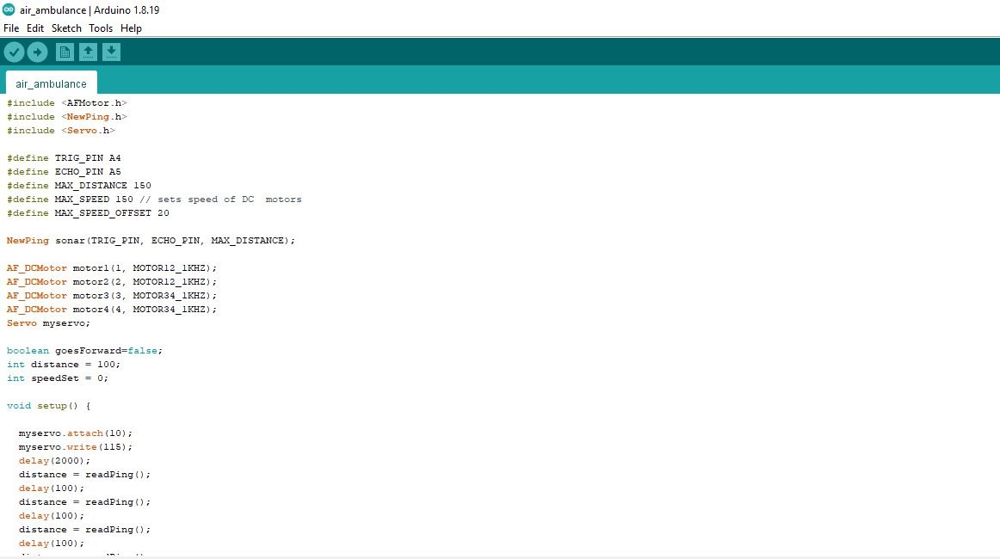 air_ambulance | Arduino 1.8.19
File Edit Sketch Tools Help
air_ambulance
#include <AFMotor.h>
#include <NewPing.h>
#include <Servo.h>
#define TRIG_PIN A4
#define ECHO_PIN A5
#define MAX_DISTANCE 150
#define MAX_SPEED 150 // sets speed of DC  motors
#define MAX_SPEED_OFFSET 20
NewPing sonar(TRIG_PIN, ECHO_PIN, MAX_DISTANCE);
AF_DCMotor motor1(1, MOTOR12_1KHZ);
AF_DCMotor motor2(2, MOTOR12_1KHZ);
AF_DCMotor motor3(3, MOTOR34_1KHZ);
AF_DCMotor motor4(4, MOTOR34_1KHZ);
Servo myservo;
boolean goesForward=false;
int distance = 100;
int speedSet = 0;
void setup() {
myservo.attach(10);
myservo.write(115);
delay(2000);
distance = readPing();
delay(100);
distance = readPing();
delay(100);
distance = readPing();
delay(100);